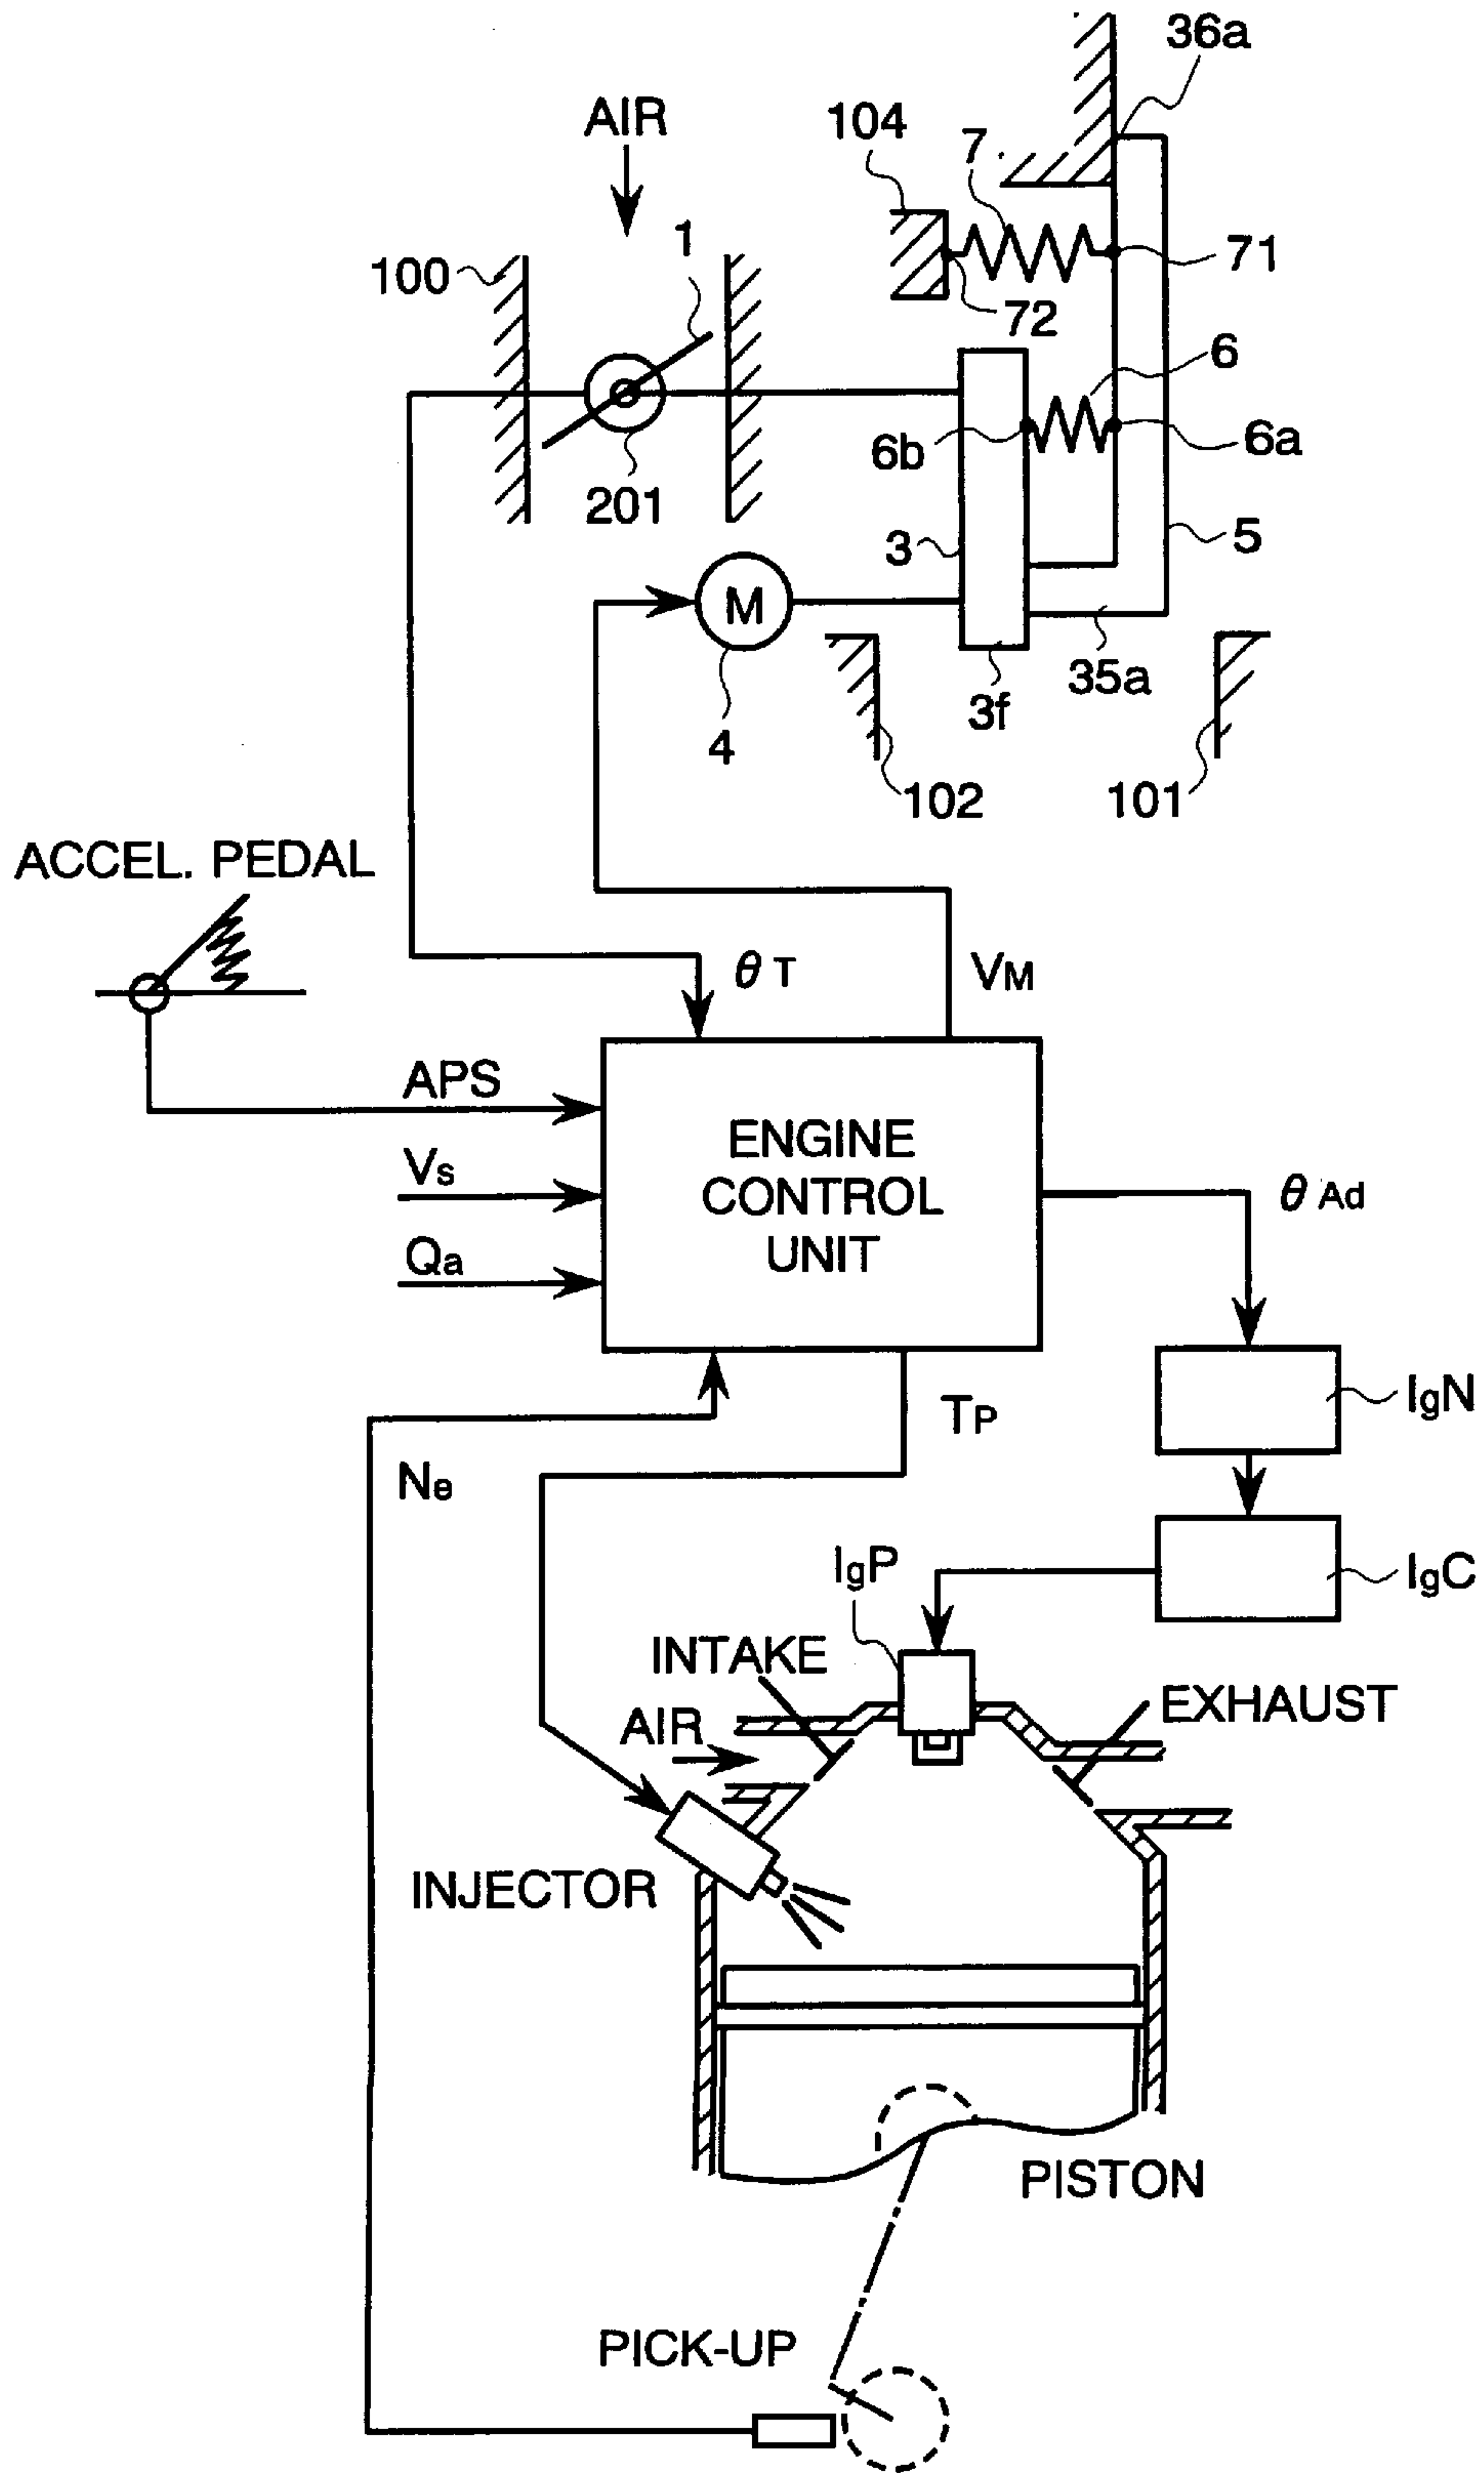 36a
AIR
104
7
1
100
71
72
6
6b
6a
201
3
5
M
35a
3f
4
102
101
ACCEL. PEDAL
θ T
VM
APS
ENGINE
CONTROL
UNIT
Vs
θ Ad
Qa
IgN
TP
Ne
IgP
IgC
INTAKE
EXHAUST
AIR
INJECTOR
PISTON
PICK-UP